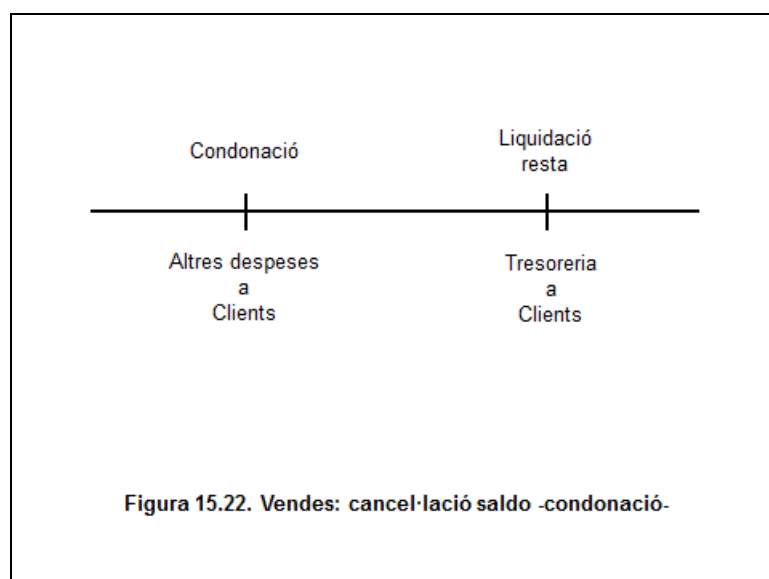 Condonació
Liquidació
resta
Altres despeses
a
Clients
Tresoreria
a
Clients
Figura 15.22. Vendes: cancel·lació saldo -condonació-